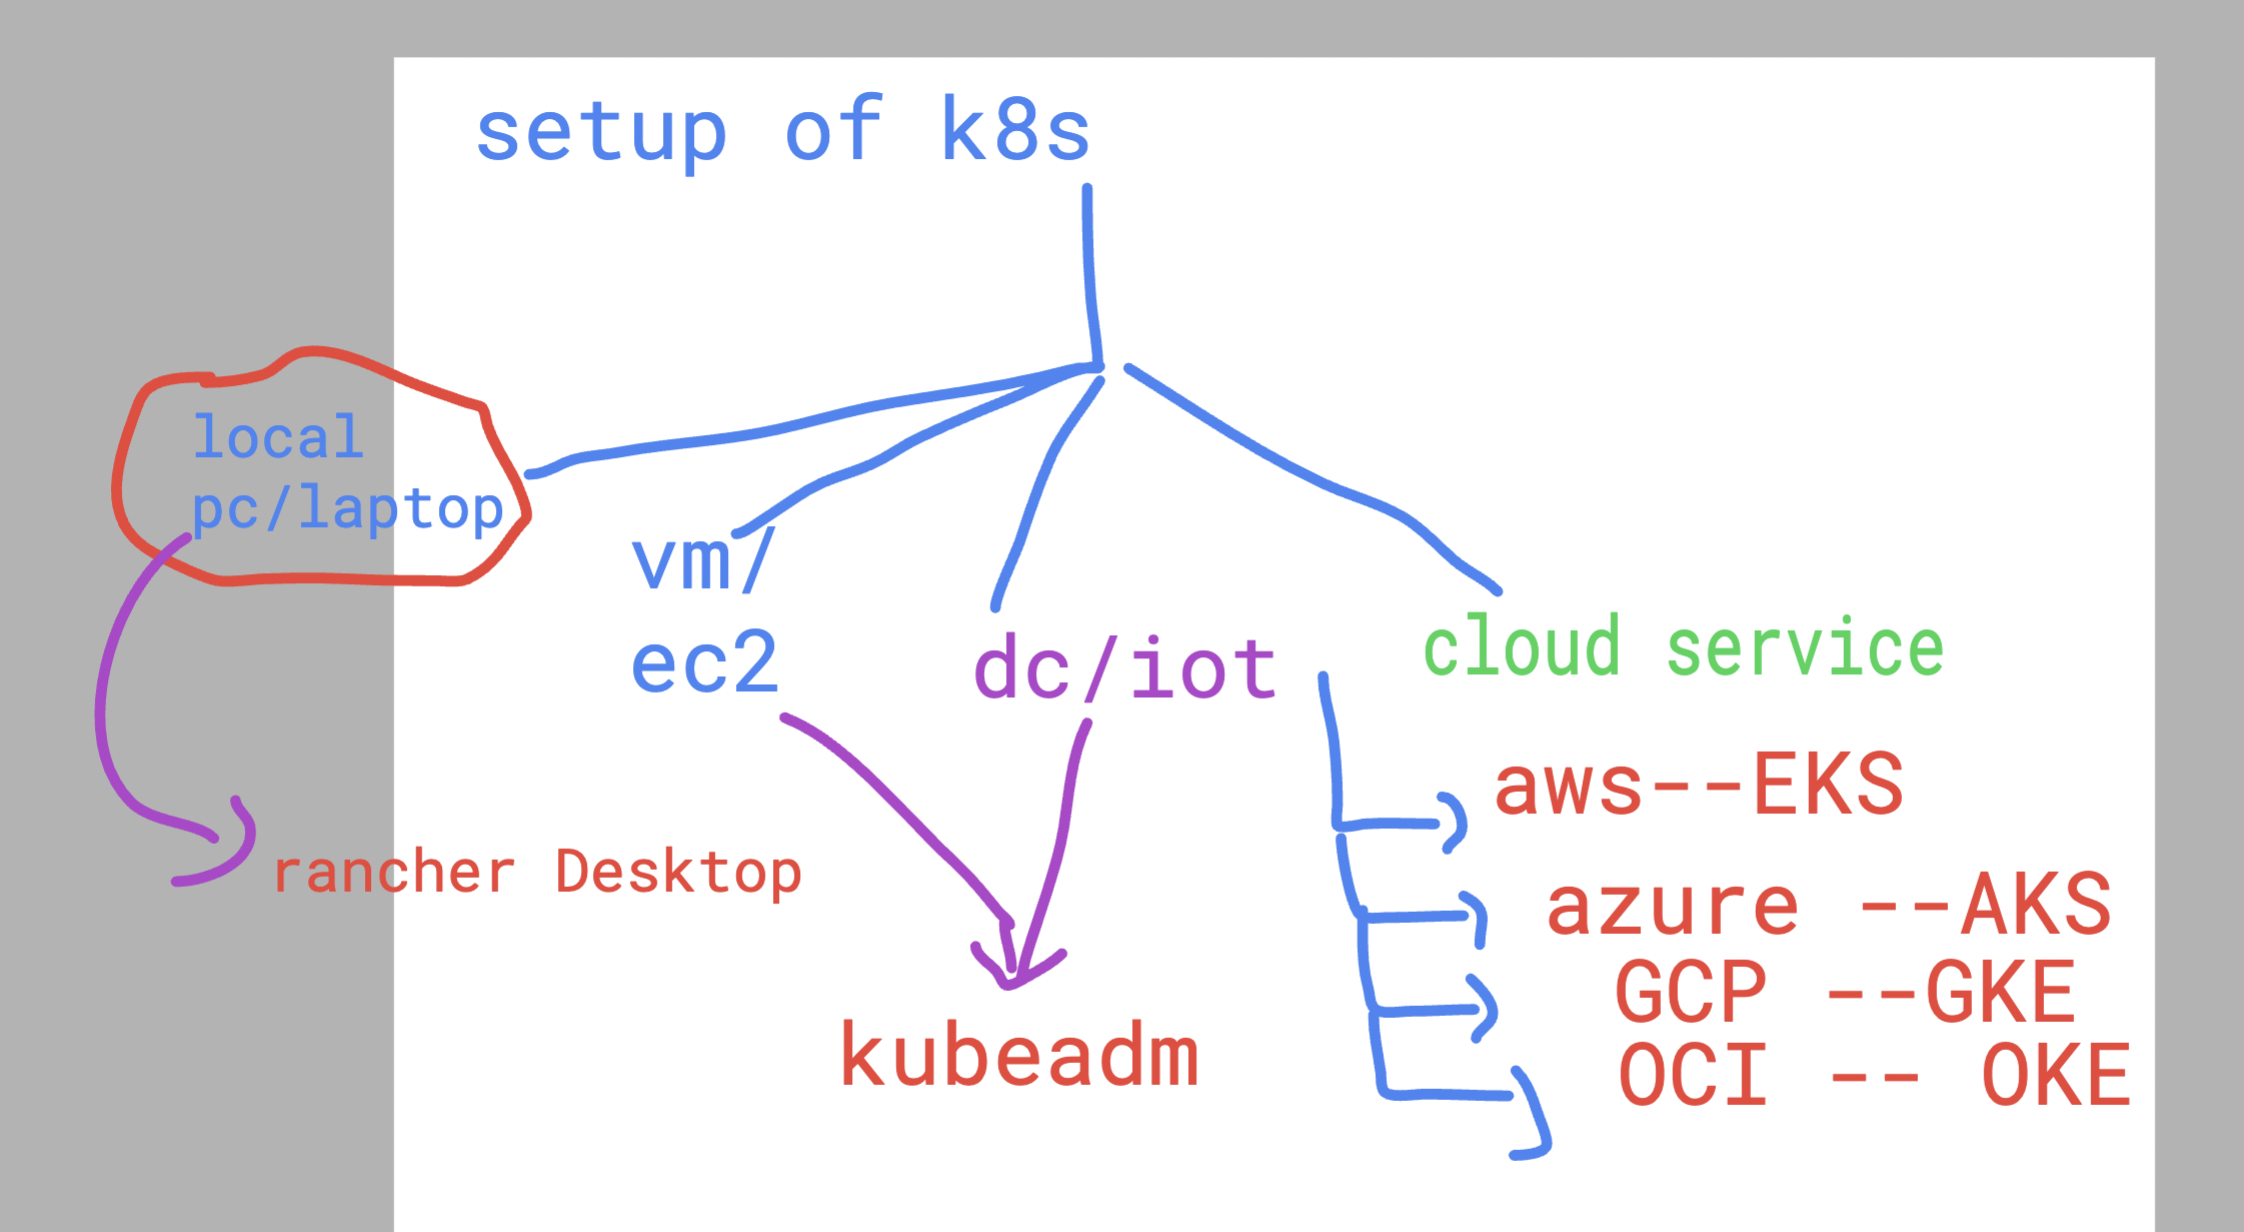 setup of k8s
local
pc/laptop
vm/
ec2
dc/iot
cloud service
aws--EKS
rancher Desktop
azure --AKS
GCP --GKE
kubeadm
OCI -- OKE